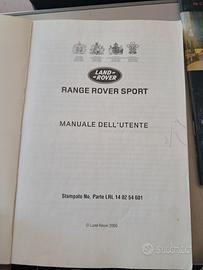 LAND
ROVER
RANGE ROVER SPORT
MANUALE DELL'UTENTE
Stampato No. Parte LRL 14 02 54 601
© Land Rover 2005
subito